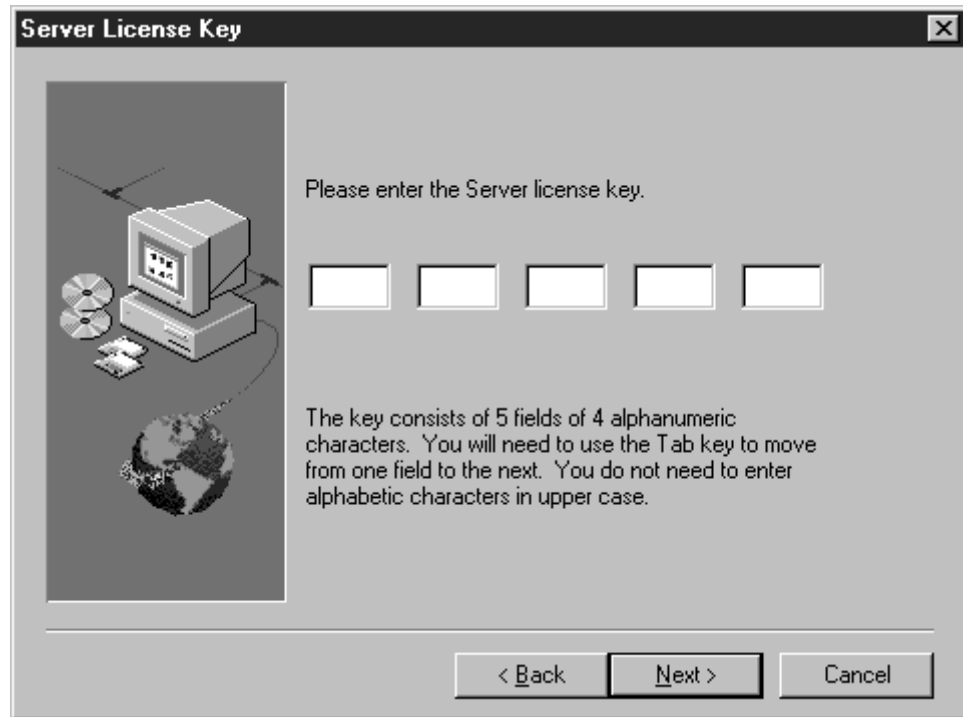 Server License Key
Please enter the Server license key.
The key consists of 5 fields of 4 alphanumeric
characters.  You will need to use the Tab key to move
from one field to the next.  You do not need to enter
alphabetic characters in upper case.
< Back
Next >
Cancel